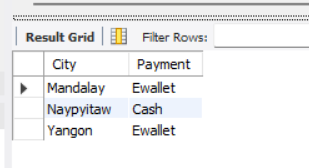 Result Grid Filter Rows:
City Payment
Mandalay Ewallet
Naypyitaw Cash
Yangon Ewallet